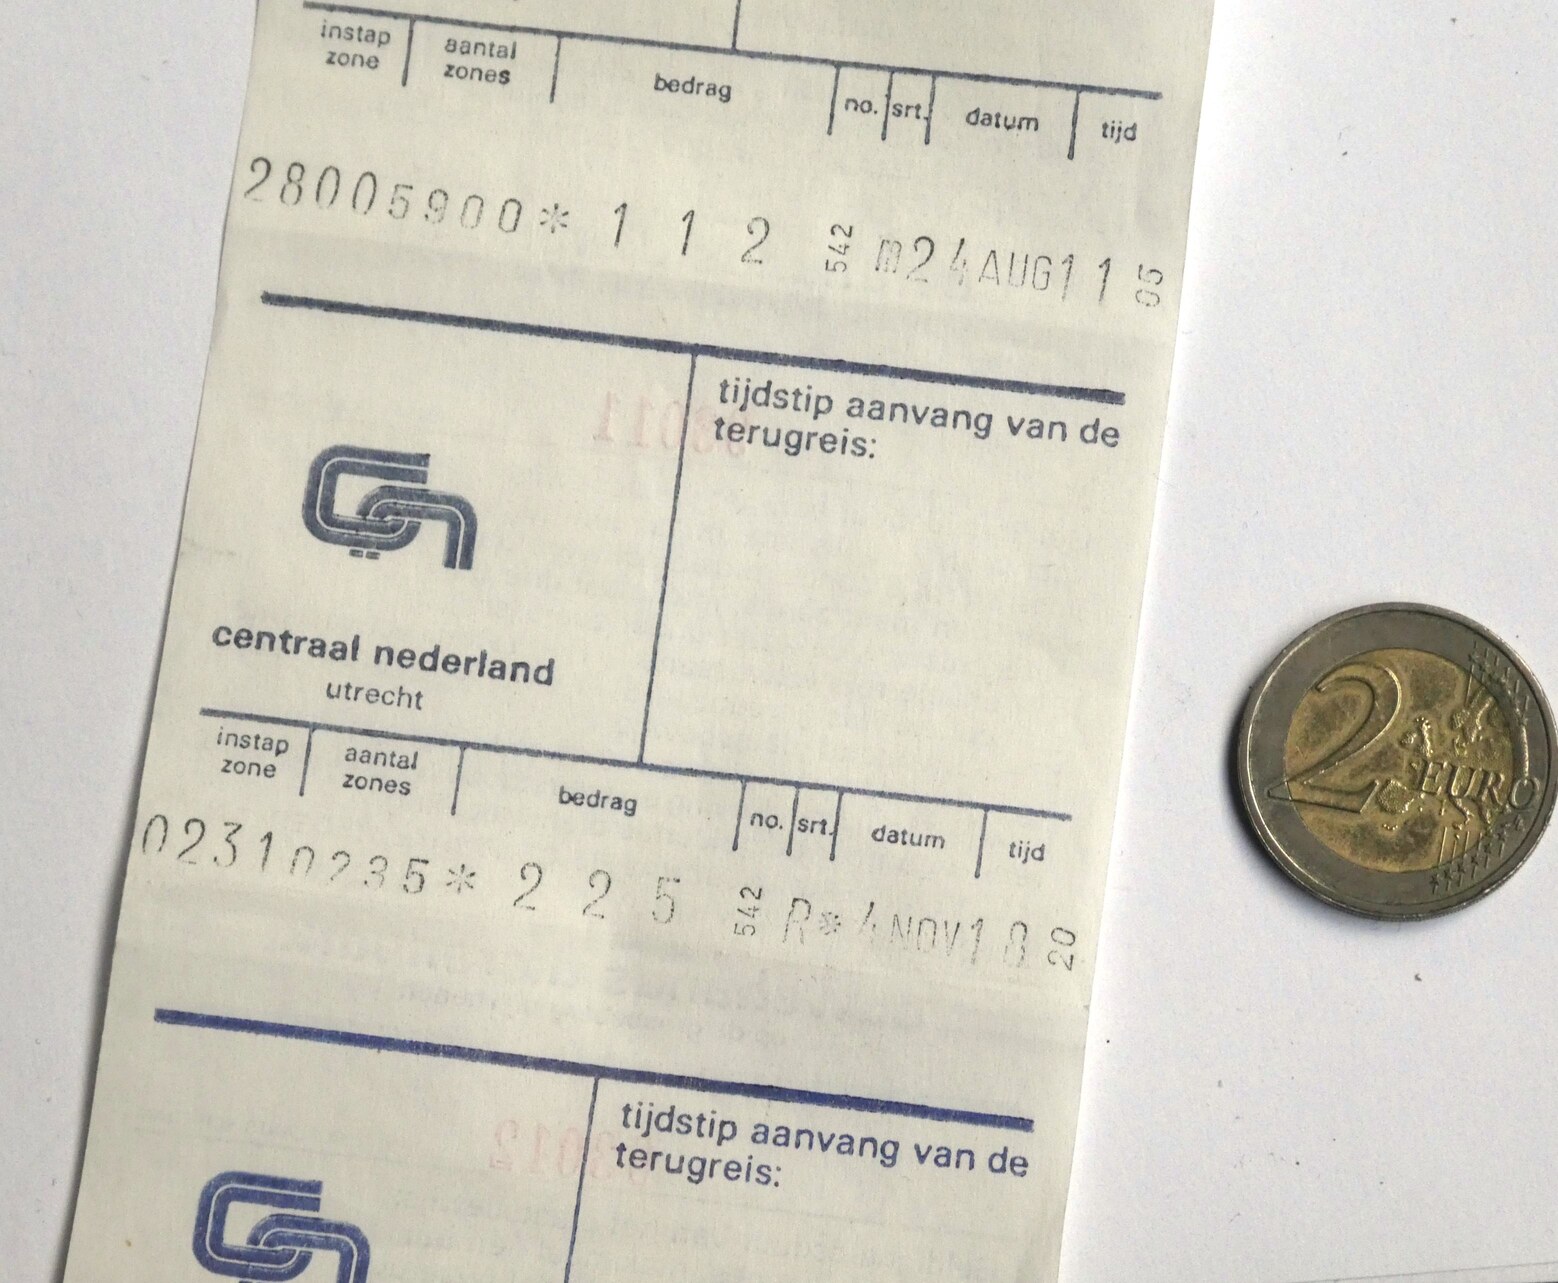 instap zone aantal zones bedrag no. srt. datum tijd
28005900* 1 1 2 542 m24AUG11 05
tijdstip aanvang van de
terugreis:
cn
centraal nederland
utrecht
instap zone aantal zones bedrag no. srt. datum tijd
02310235* 2 2 5 542 R*4NOV18 20
tijdstip aanvang van de
terugreis:
cn
2 EURO